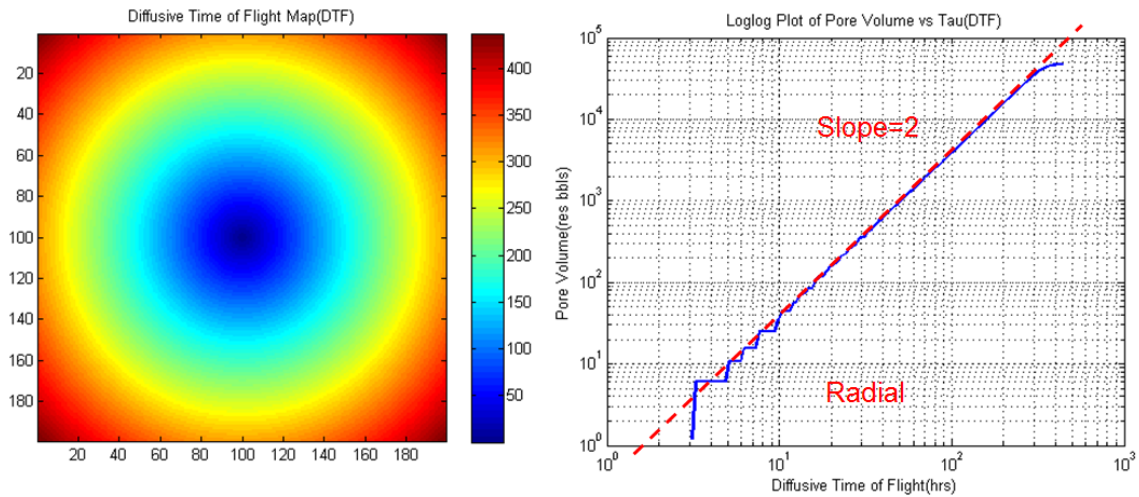 Diffusive Time of Flight Map(DTF)
20
40
60
80
100
120
140
160
180
20 40 60 80 100 120 140 160 180
400
350
300
250
200
150
100
50
Loglog Plot of Pore Volume vs Tau(DTF)
Pore Volume(res bbls)
10^5
10^4
10^3
10^2
10^1
10^0
Slope=2
Radial
10^0 10^1 10^2 10^3
Diffusive Time of Flight(hrs)